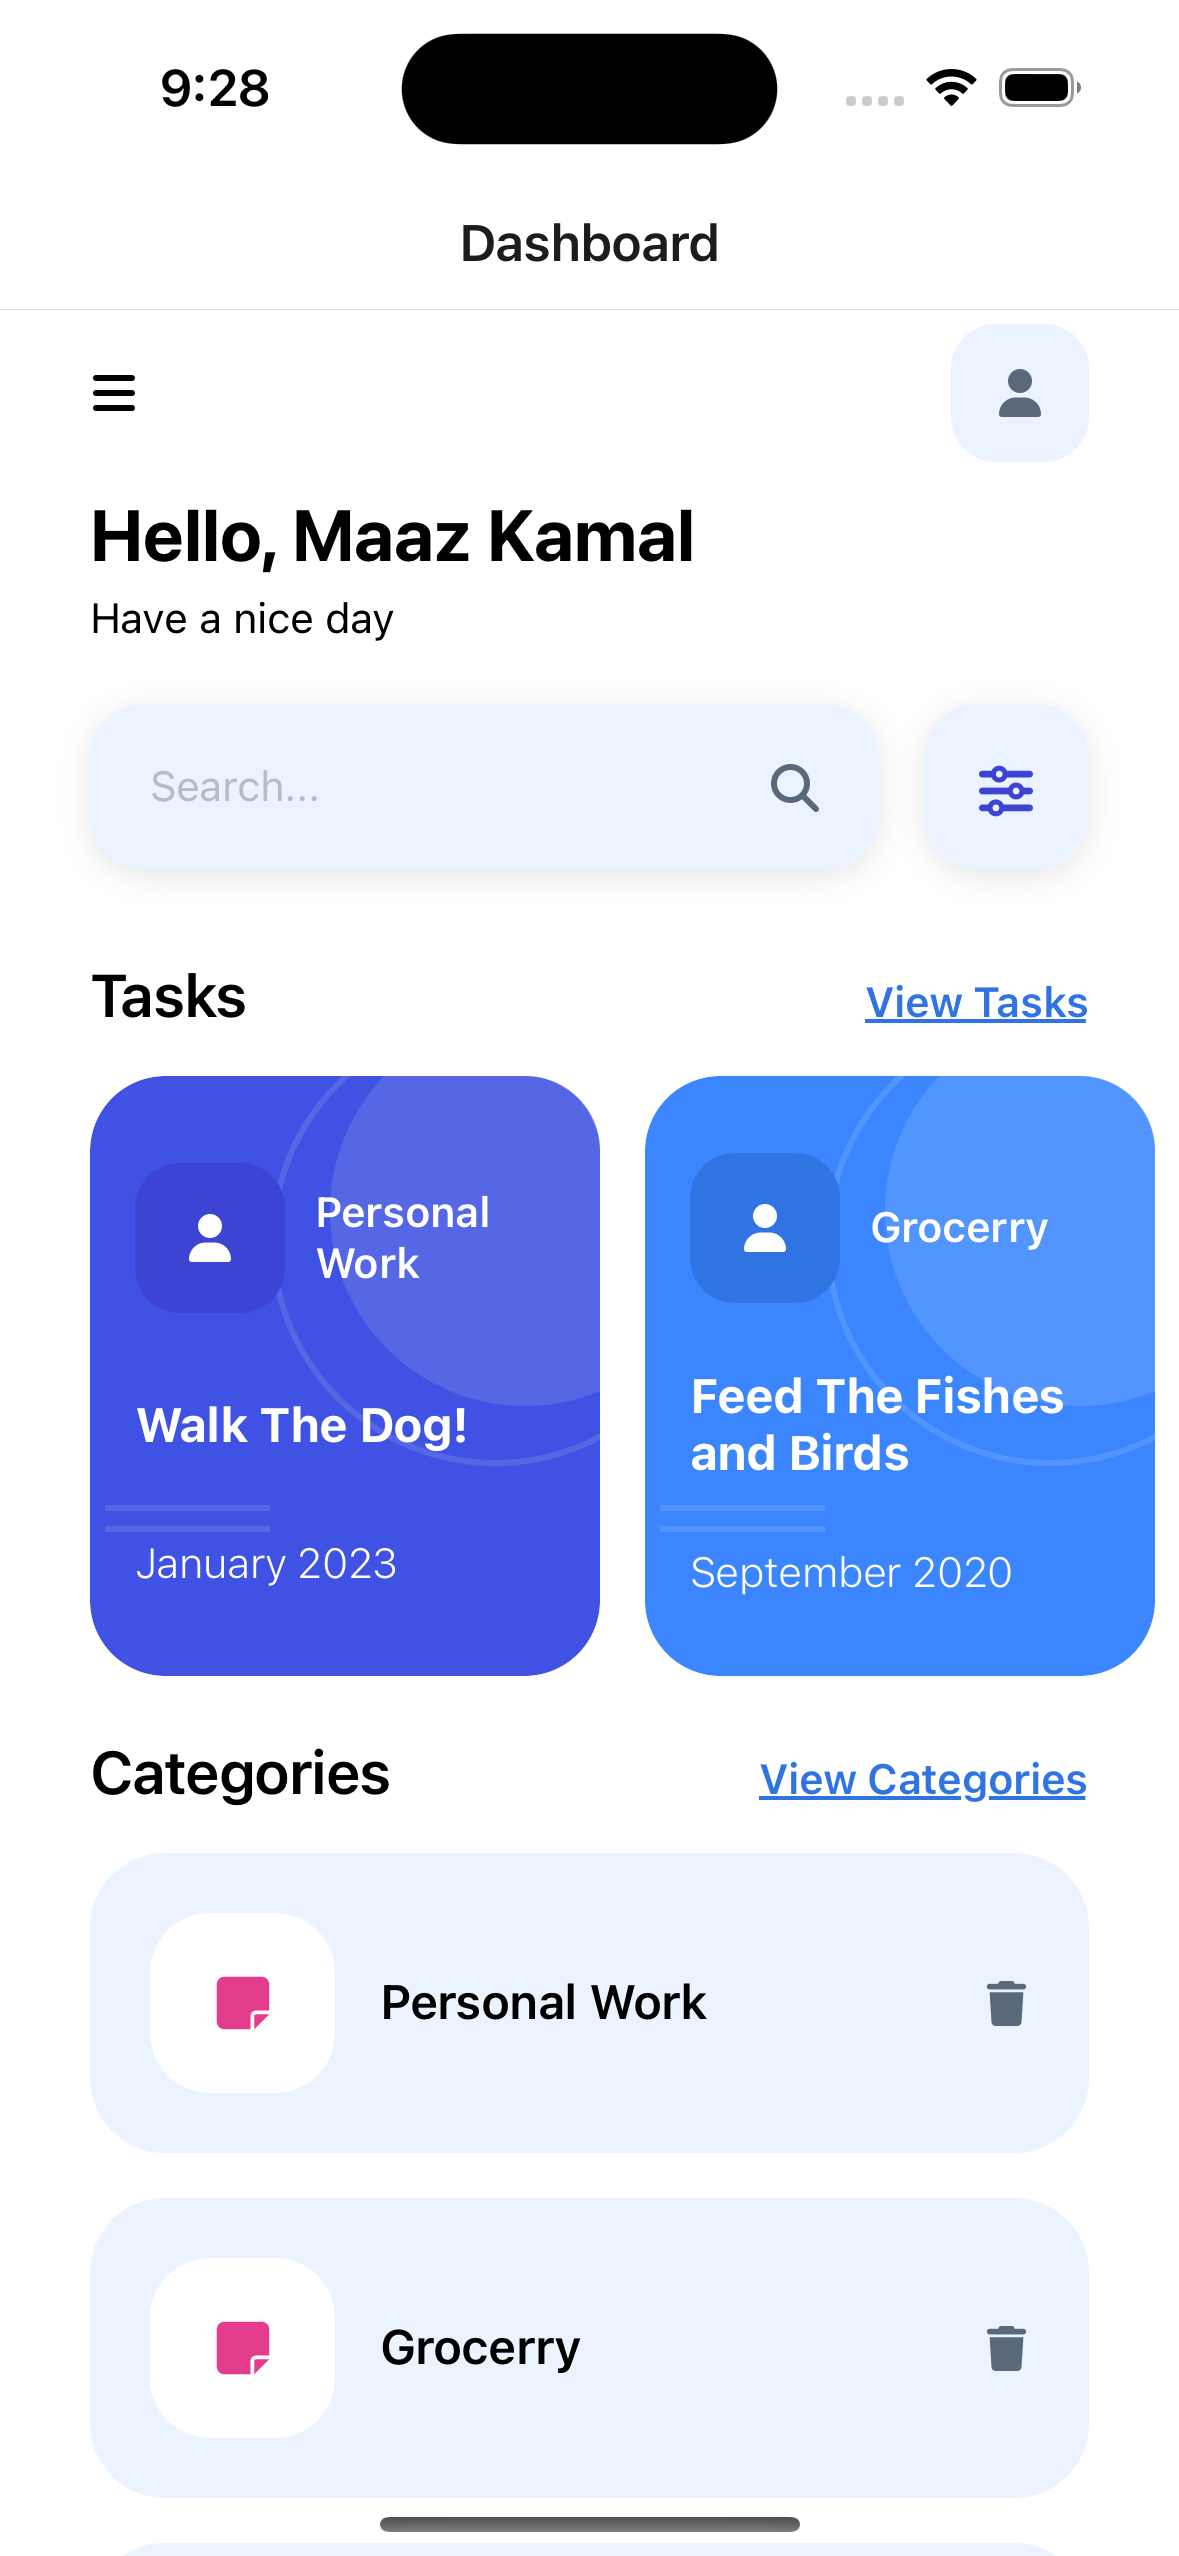 9:28
Dashboard
Hello, Maaz Kamal
Have a nice day
Search...
Tasks
View Tasks
Personal
Work
Walk The Dog!
January 2023
Grocerry
Feed The Fishes
and Birds
September 2020
Categories
View Categories
Personal Work
Grocerry